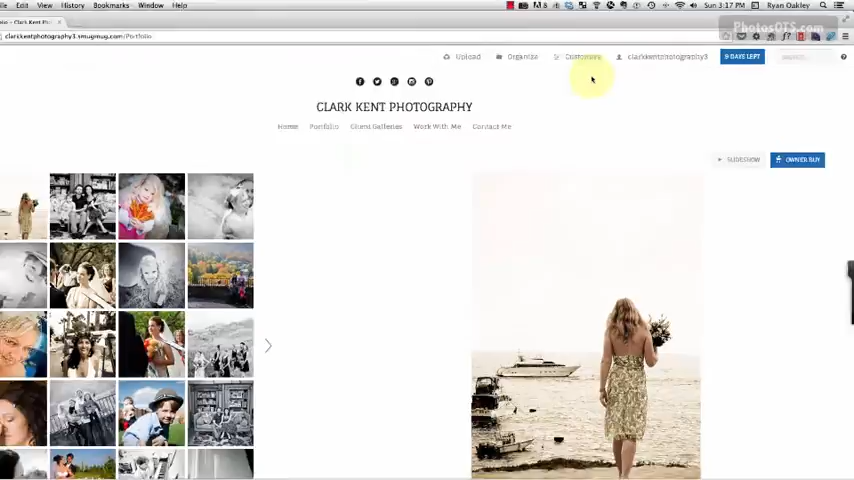 Edit View History Bookmarks Window Help
Sun 3:17 PM Ryan Oakley
PhotosOTS.com
clarkkentphotography3.smugmug.com/Portfolio
Upload Organize Customize clarkkentphotography3 9 DAYS LEFT SEARCH
CLARK KENT PHOTOGRAPHY
Home Portfolio Client Galleries Work With Me Contact Me
SLIDESHOW OWNER BUY